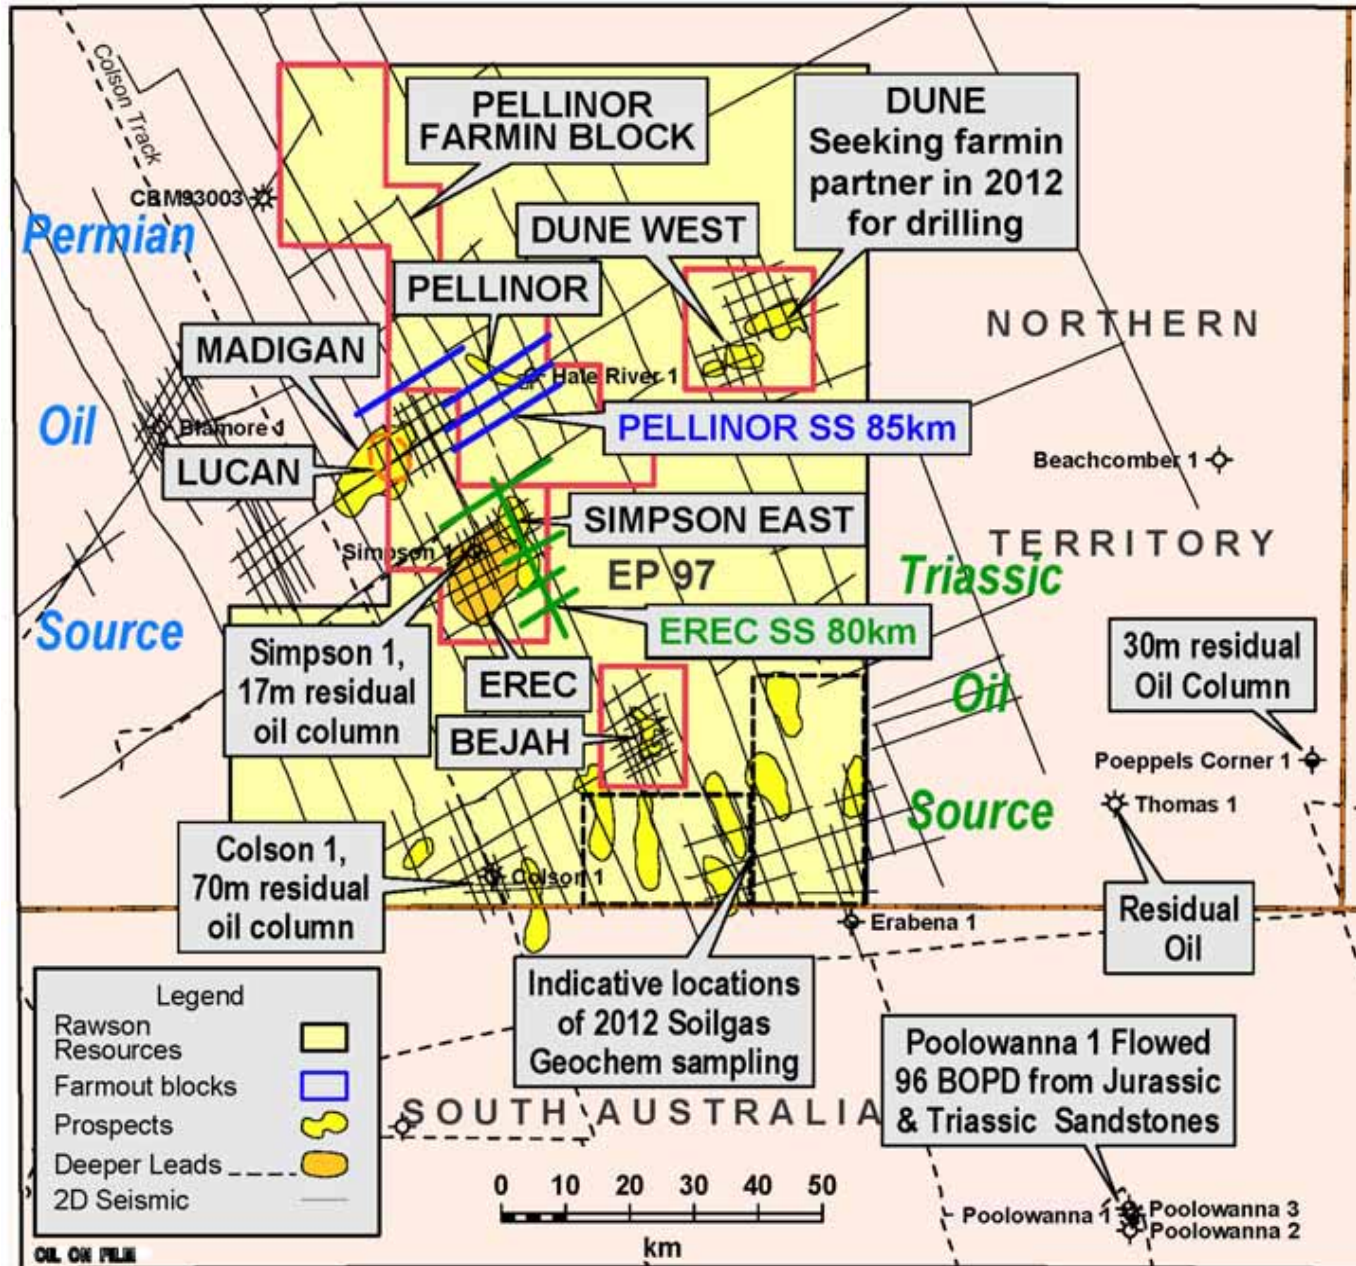 Colson Track
PELLINOR
FARMIN BLOCK
DUNE
Seeking farmin
partner in 2012
for drilling
CBM93003
Permian
DUNE WEST
PELLINOR
NORTHERN
MADIGAN
Hale River 1
Oil
Blamore 1
PELLINOR SS 85km
LUCAN
Beachcomber 1
SIMPSON EAST
TERRITORY
Simpson 1
EP 97
Triassic
Source
EREC SS 80km
Simpson 1,
17m residual
oil column
30m residual
Oil Column
EREC
Oil
BEJAH
Poeppels Corner 1
Thomas 1
Source
Colson 1,
70m residual
oil column
Colson 1
Residual
Oil
Erabena 1
Indicative locations
of 2012 Soilgas
Geochem sampling
Legend
Rawson
Resources
Farmout blocks
Prospects
Deeper Leads
2D Seismic
Poolowanna 1 Flowed
96 BOPD from Jurassic
& Triassic Sandstones
SOUTH AUSTRALIA
0 10 20 30 40 50
km
Poolowanna 1
Poolowanna 3
Poolowanna 2
OIL ON FILM